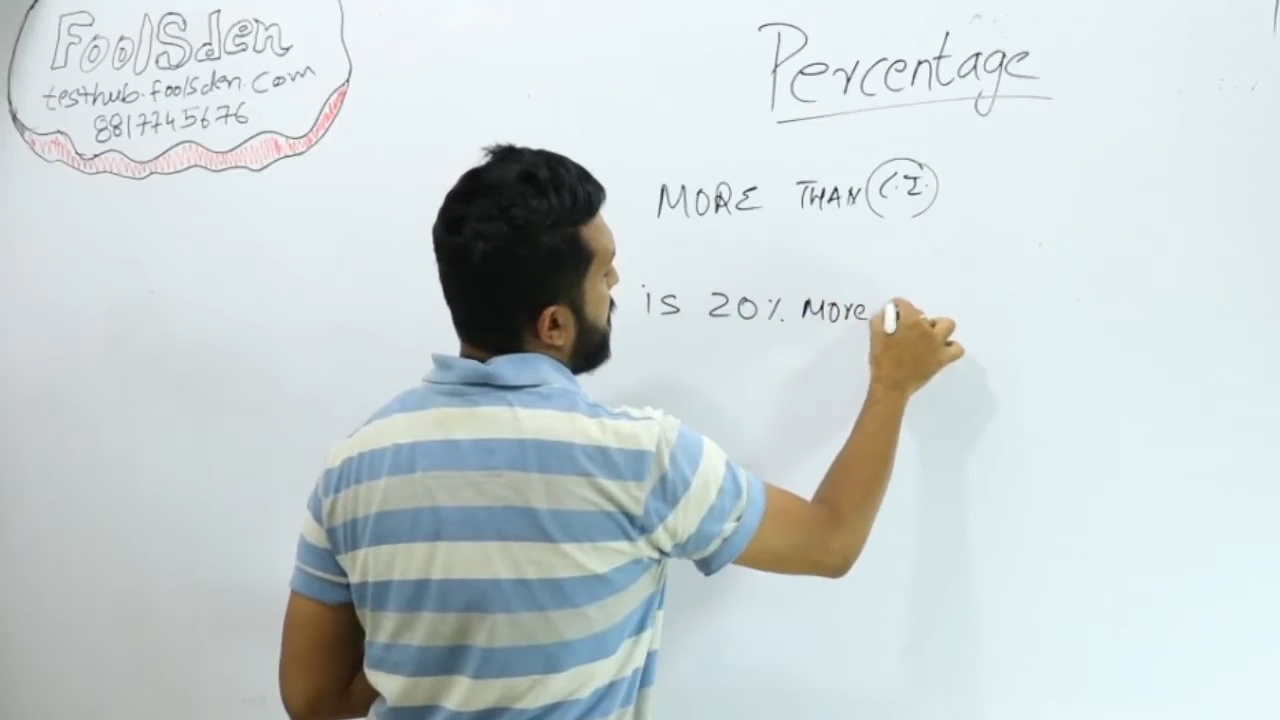 FoolSden
testhub.foolsden.com
8817745676
Percentage
MORE THAN
is 20% More